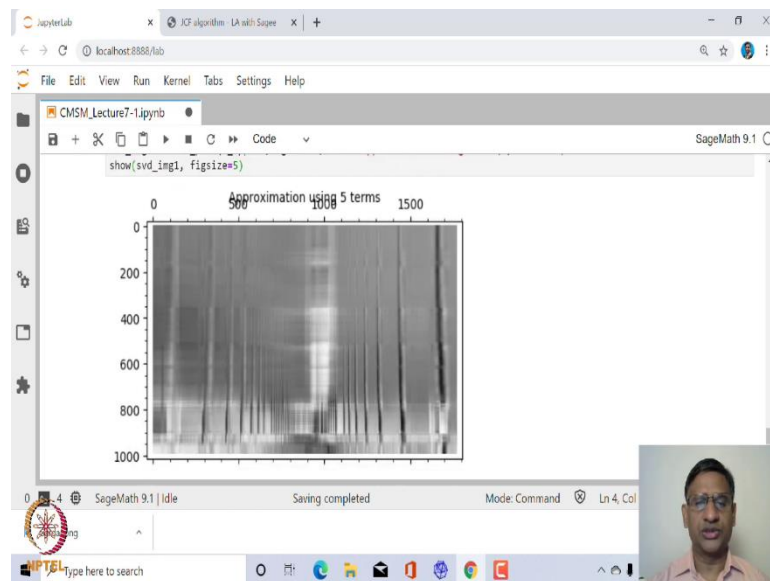 JupyterLab x JCF algorithm - LA with Sagee x +
localhost:8888/lab
File Edit View Run Kernel Tabs Settings Help
CMSM_Lecture7-1.ipynb
Code SageMath 9.1
show(svd_img1, figsize=5)
Approximation using 5 terms
0 500 1000 1500
0
200
400
600
800
1000
0 4 SageMath 9.1 | Idle Saving completed Mode: Command Ln 4, Col
NPTEL Type here to search